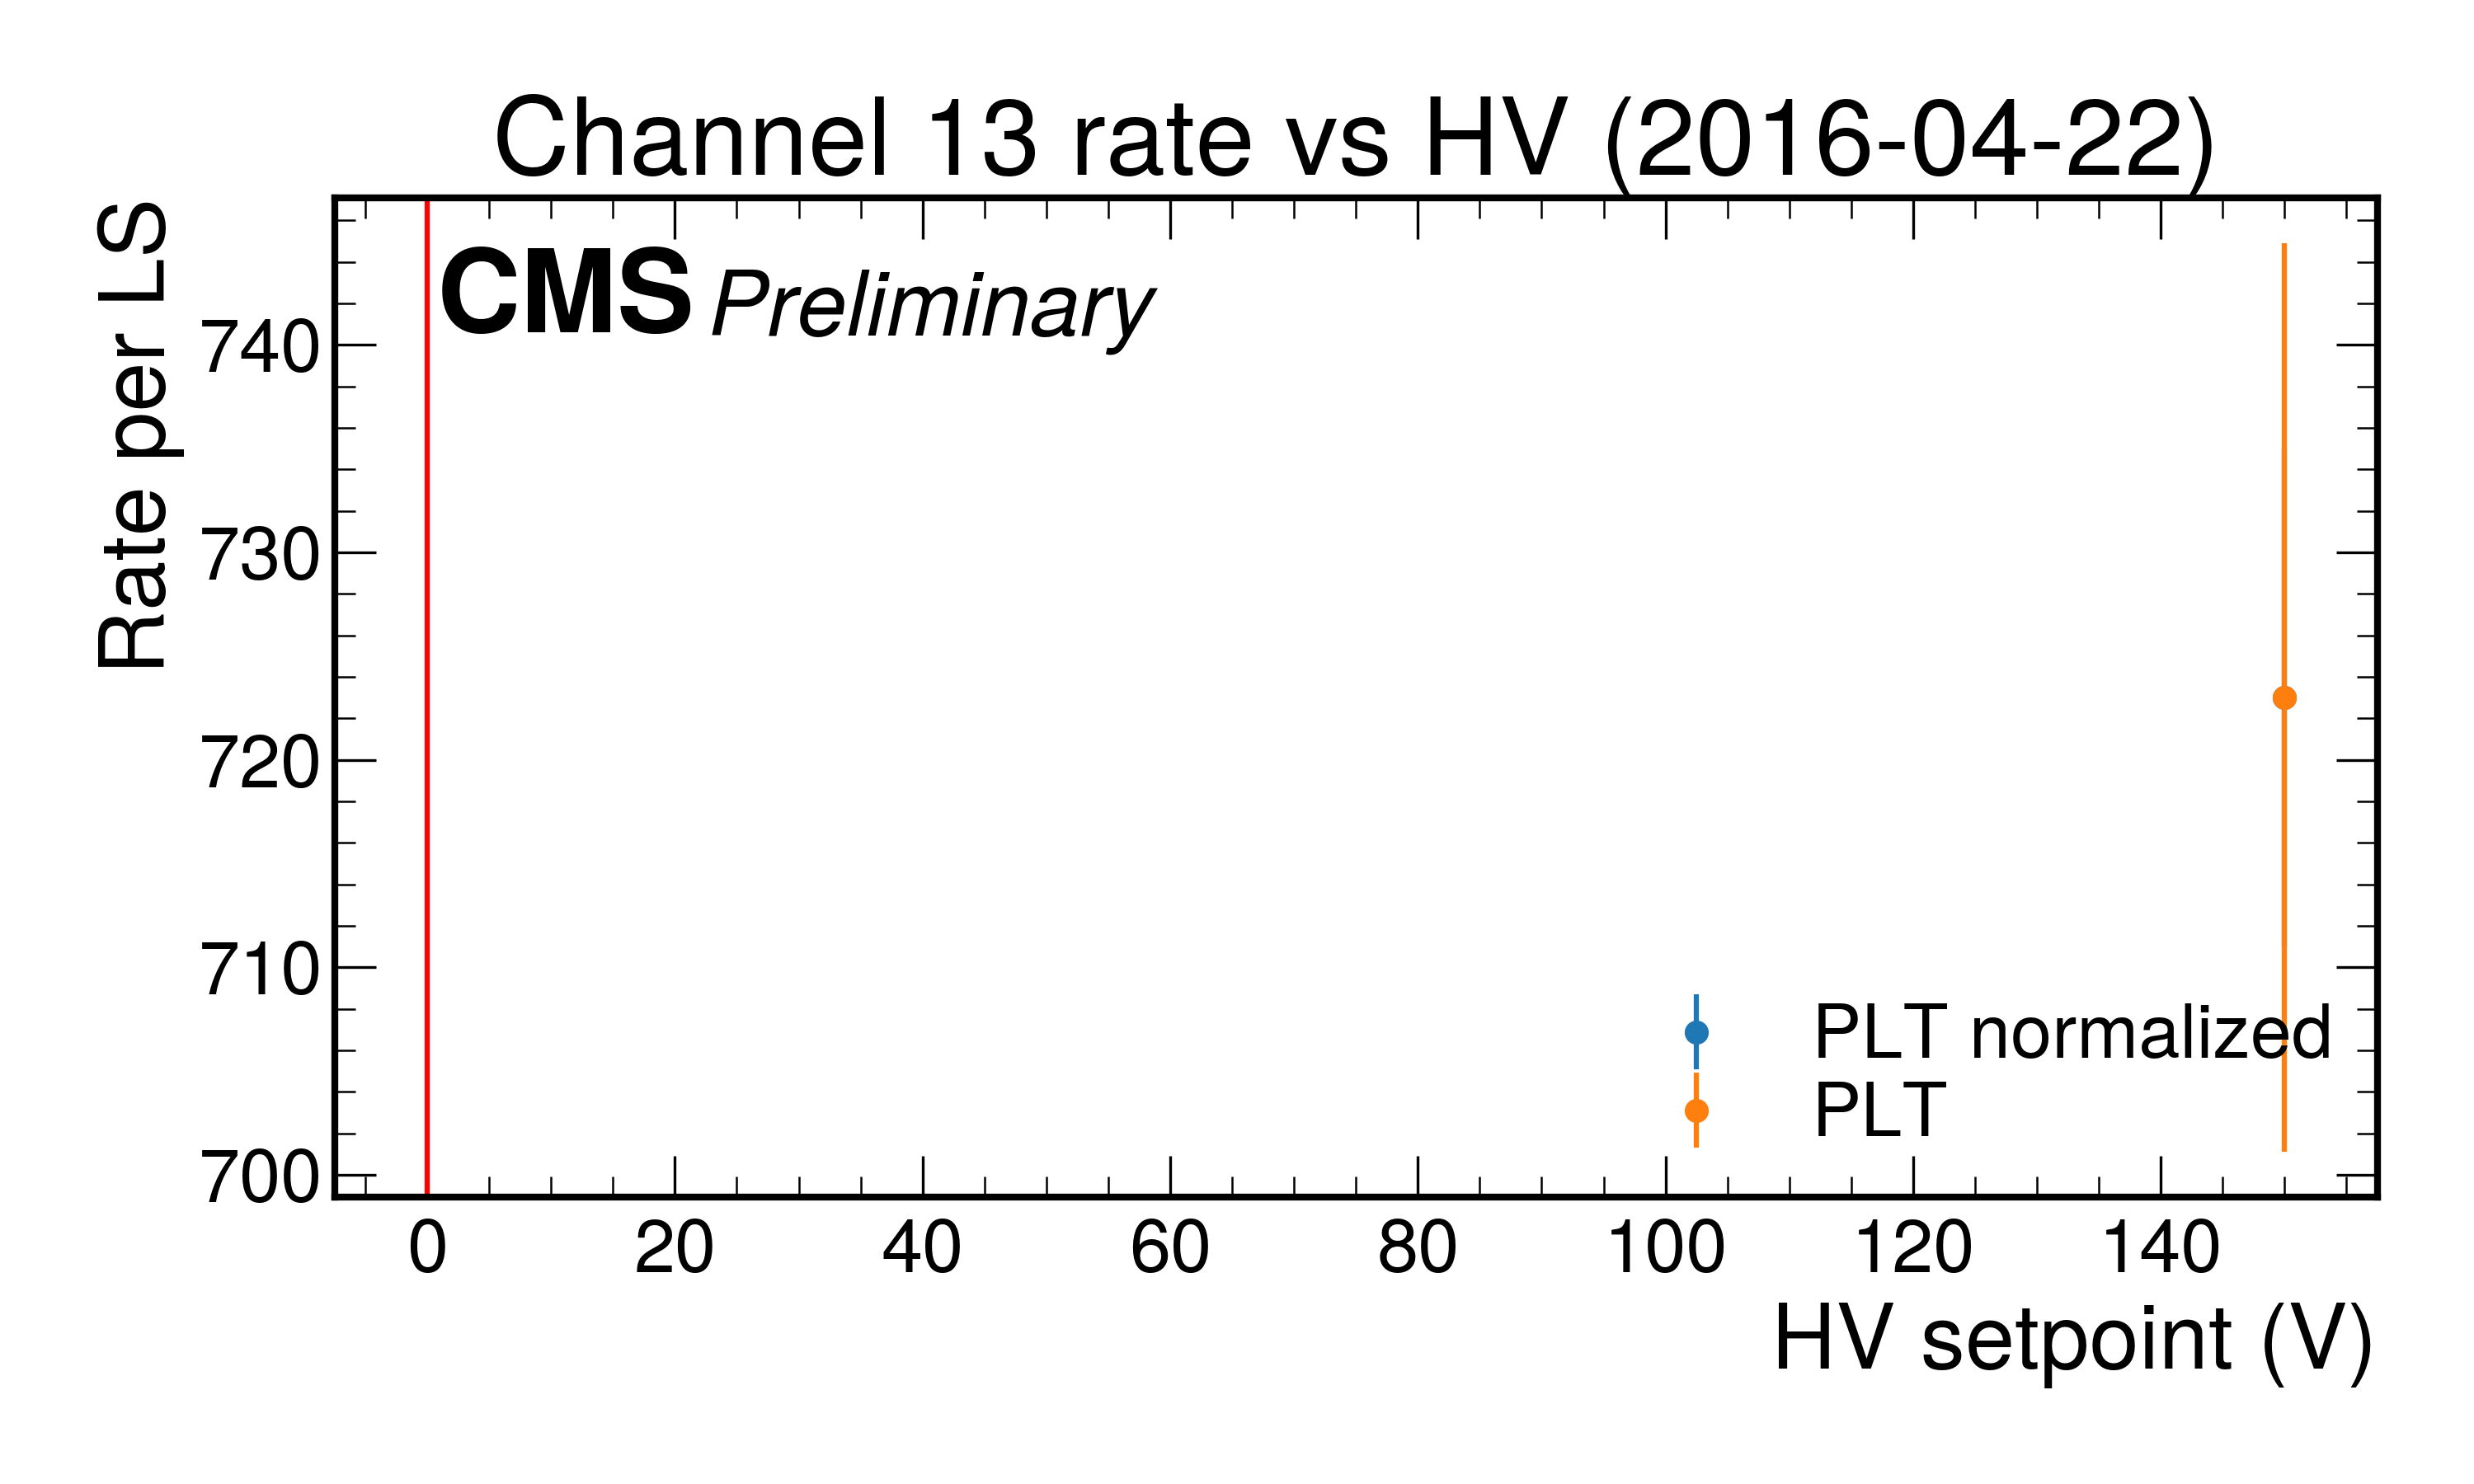 Channel 13 rate vs HV (2016-04-22)
CMS Preliminary
Rate per LS
740
730
720
710
700
PLT normalized
PLT
0 20 40 60 80 100 120 140
HV setpoint (V)